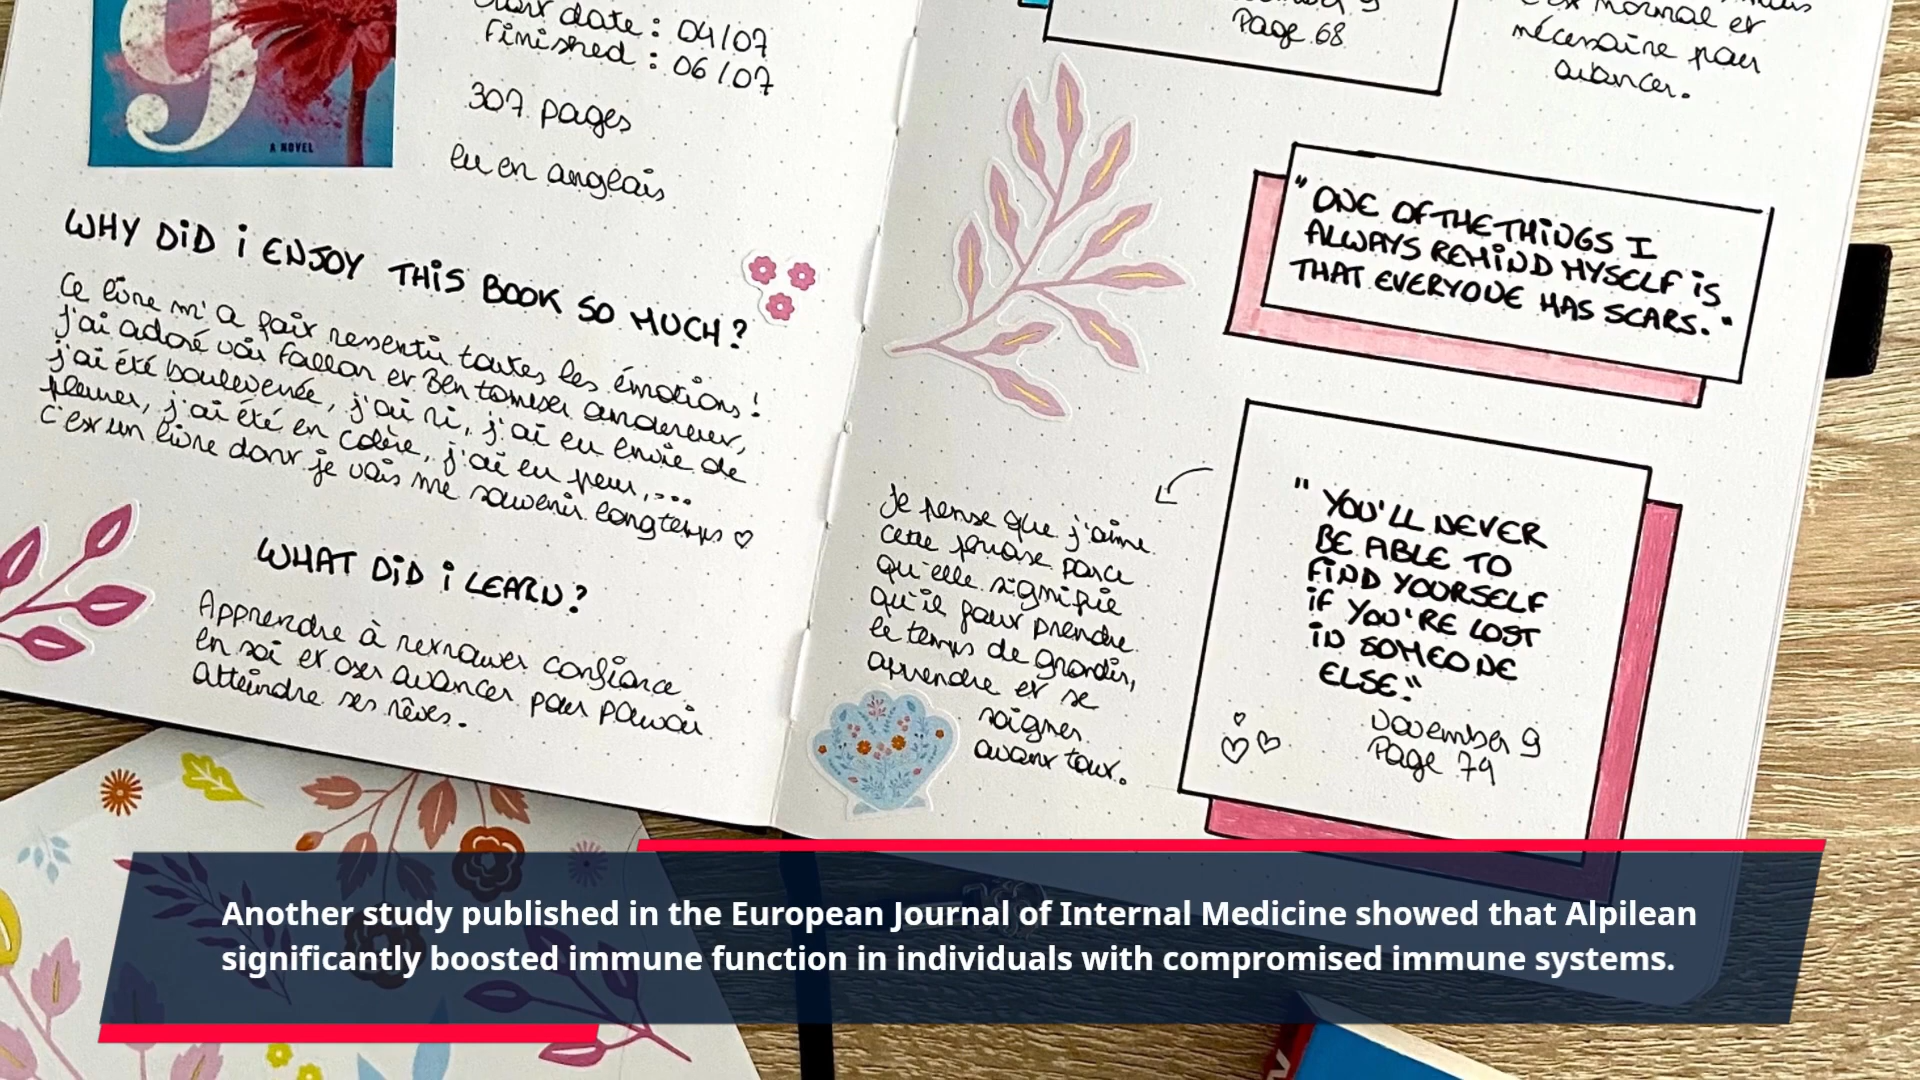 9
A NOVEL
Start date : 04/07
Finished : 06/07
307 pages
lu en anglais
WHY DiD i ENJOY THiS BOOK SO MUCH ?
Ce livre m'a fait ressentir toutes les émotions !
j'ai adoré voir Fallon et Ben tomber amoureux,
j'ai été bouleversée, j'ai ri, j'ai eu envie de
pleurer, j'ai été en colère, j'ai eu peur,...
c'est un livre dont je vais me souvenir longtemps ♡
WHAT DiD i LEARN ?
Apprendre à retrouver confiance
en soi et oser avancer pour pouvoir
atteindre ses rêves.
Page 68
normal et
nécessaire pour
avancer.
"ONE OF THE THiNGS I
ALWAYS REMiND MYSELF iS
THAT EVERYONE HAS SCARS."
je pense que j'aime
cette phrase parce
qu'elle signifie
qu'il faut prendre
le temps de grandir,
apprendre et se
soigner
avant tout.
" YOU'LL NEVER
BE ABLE TO
FiND YOURSELF
iF YOU'RE LOST
iN SOMEONE
ELSE."
November 9
Page 79
Another study published in the European Journal of Internal Medicine showed that Alpilean
significantly boosted immune function in individuals with compromised immune systems.